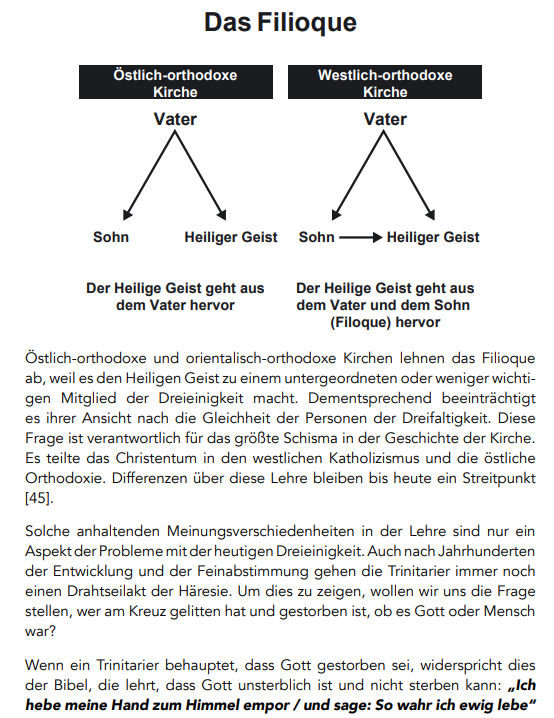 Das Filioque
Östlich-orthodoxe
Kirche
Westlich-orthodoxe
Kirche
Vater
Vater
Sohn
Heiliger Geist
Sohn
Heiliger Geist
Der Heilige Geist geht aus
dem Vater hervor
Der Heilige Geist geht aus
dem Vater und dem Sohn
(Filoque) hervor
Östlich-orthodoxe und orientalisch-orthodoxe Kirchen lehnen das Filioque
ab, weil es den Heiligen Geist zu einem untergeordneten oder weniger wichti-
gen Mitglied der Dreieinigkeit macht. Dementsprechend beeinträchtigt
es ihrer Ansicht nach die Gleichheit der Personen der Dreifaltigkeit. Diese
Frage ist verantwortlich für das größte Schisma in der Geschichte der Kirche.
Es teilte das Christentum in den westlichen Katholizismus und die östliche
Orthodoxie. Differenzen über diese Lehre bleiben bis heute ein Streitpunkt
[45].
Solche anhaltenden Meinungsverschiedenheiten in der Lehre sind nur ein
Aspekt der Probleme mit der heutigen Dreieinigkeit. Auch nach Jahrhunderten
der Entwicklung und der Feinabstimmung gehen die Trinitarier immer noch
einen Drahtseilakt der Häresie. Um dies zu zeigen, wollen wir uns die Frage
stellen, wer am Kreuz gelitten hat und gestorben ist, ob es Gott oder Mensch
war?
Wenn ein Trinitarier behauptet, dass Gott gestorben sei, widerspricht dies
der Bibel, die lehrt, dass Gott unsterblich ist und nicht sterben kann: „Ich
hebe meine Hand zum Himmel empor / und sage: So wahr ich ewig lebe“